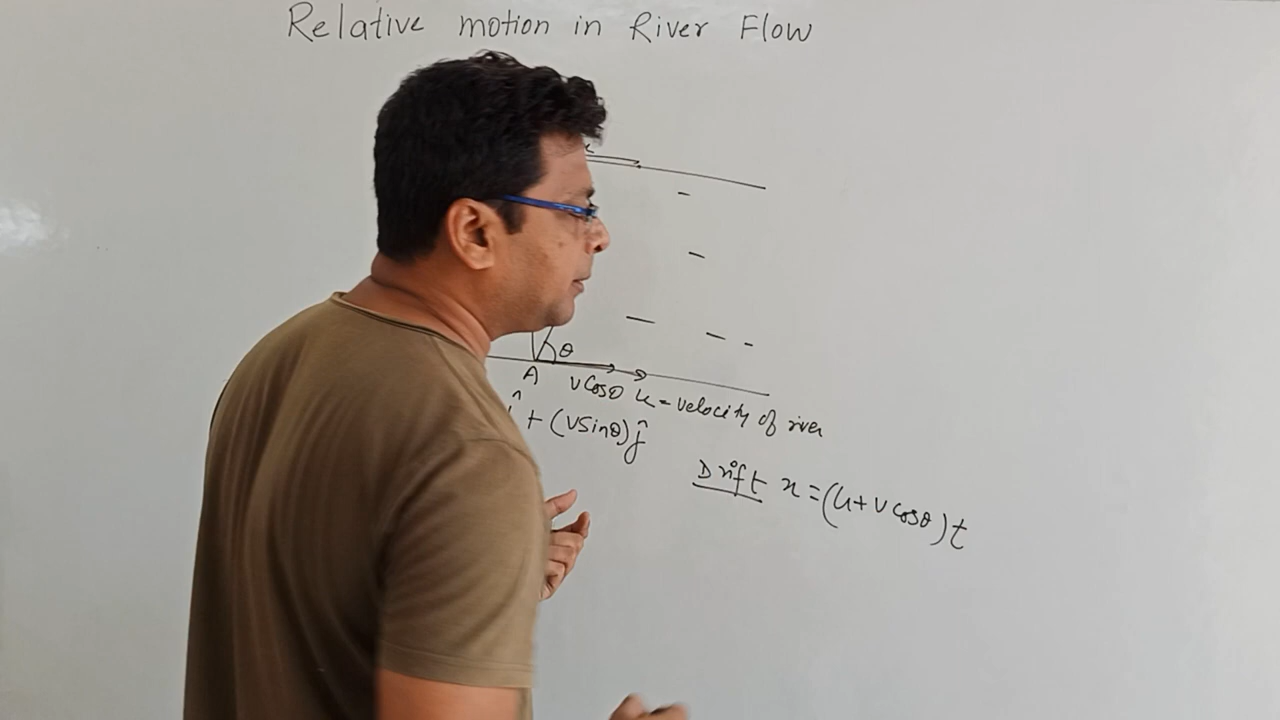 Relative motion in River Flow
x
θ
A
vcosθ u = velocity of river
î + (vsinθ)ĵ
Drift x = (u + vcosθ)t